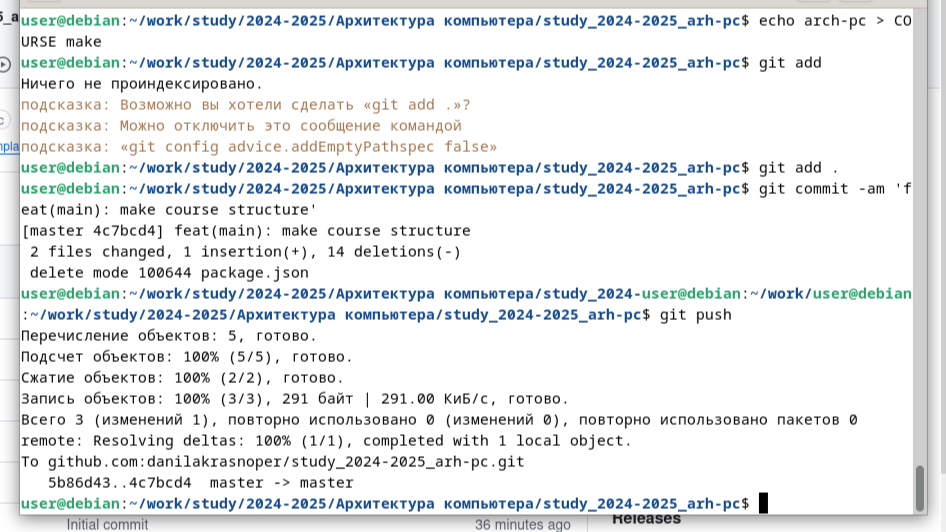 user@debian:~/work/study/2024-2025/Архитектура компьютера/study_2024-2025_arh-pc$ echo arch-pc > CO
URSE make
user@debian:~/work/study/2024-2025/Архитектура компьютера/study_2024-2025_arh-pc$ git add
Ничего не проиндексировано.
подсказка: Возможно вы хотели сделать «git add .»?
подсказка: Можно отключить это сообщение командой
подсказка: «git config advice.addEmptyPathspec false»
user@debian:~/work/study/2024-2025/Архитектура компьютера/study_2024-2025_arh-pc$ git add .
user@debian:~/work/study/2024-2025/Архитектура компьютера/study_2024-2025_arh-pc$ git commit -am 'f
eat(main): make course structure'
[master 4c7bcd4] feat(main): make course structure
 2 files changed, 1 insertion(+), 14 deletions(-)
 delete mode 100644 package.json
user@debian:~/work/study/2024-2025/Архитектура компьютера/study_2024-user@debian:~/work/user@debian
:~/work/study/2024-2025/Архитектура компьютера/study_2024-2025_arh-pc$ git push
Перечисление объектов: 5, готово.
Подсчет объектов: 100% (5/5), готово.
Сжатие объектов: 100% (2/2), готово.
Запись объектов: 100% (3/3), 291 байт | 291.00 КиБ/с, готово.
Всего 3 (изменений 1), повторно использовано 0 (изменений 0), повторно использовано пакетов 0
remote: Resolving deltas: 100% (1/1), completed with 1 local object.
To github.com:danilakrasnoper/study_2024-2025_arh-pc.git
   5b86d43..4c7bcd4  master -> master
user@debian:~/work/study/2024-2025/Архитектура компьютера/study_2024-2025_arh-pc$
Initial commit
36 minutes ago
Releases